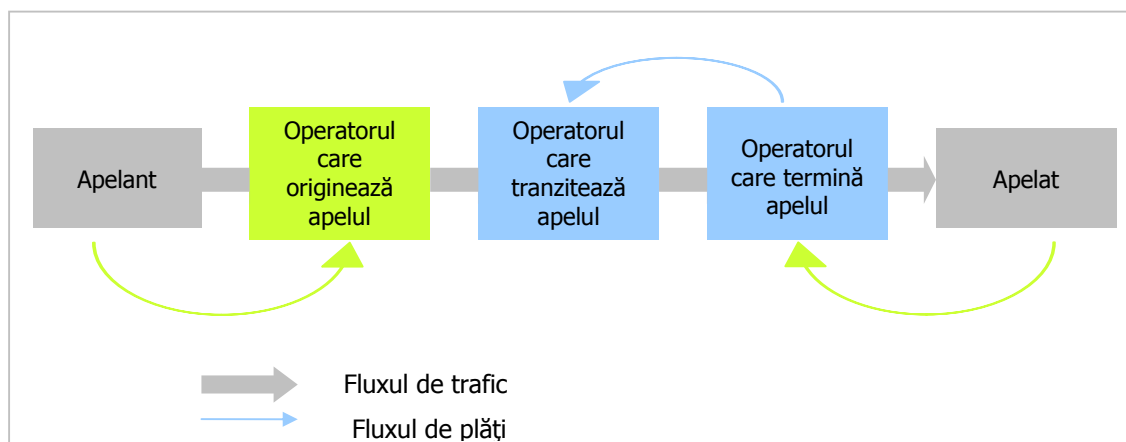 Apelant
Operatorul
care
originează
apelul
Operatorul
care
tranzitează
apelul
Operatorul
care termină
apelul
Apelat
Fluxul de trafic
Fluxul de plăți